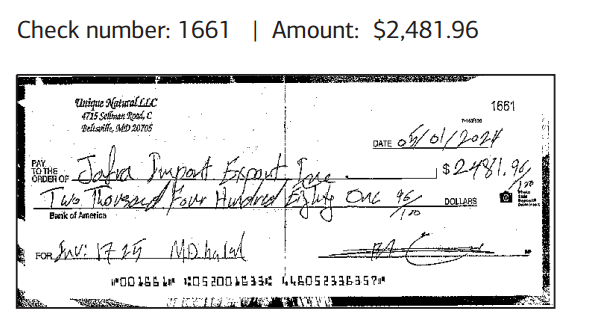 Check number: 1661 | Amount: $2,481.96
Unique Natural LLC
4715 Sellman Road, C
Beltsville, MD 20705
1661
DATE 05/01/2024
PAY TO THE ORDER OF Jafra Import Export Inc.
$2481.96/100
Two Thousand Four Hundred Eighty One 96/100 DOLLARS
Bank of America
FOR Inv: 1725 MD halal
⑈001661⑈ ⑆052001633⑆ 446052336357⑈